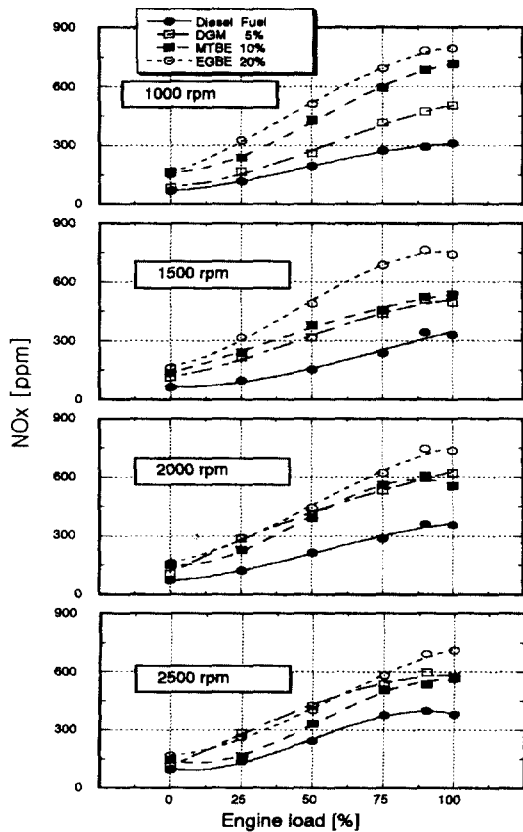 Diesel Fuel
DGM 5%
MTBE 10%
EGBE 20%
900
600
300
0
1000 rpm
900
600
300
0
1500 rpm
900
600
300
0
2000 rpm
900
600
300
0
2500 rpm
NOx [ppm]
0 25 50 75 100
Engine load [%]